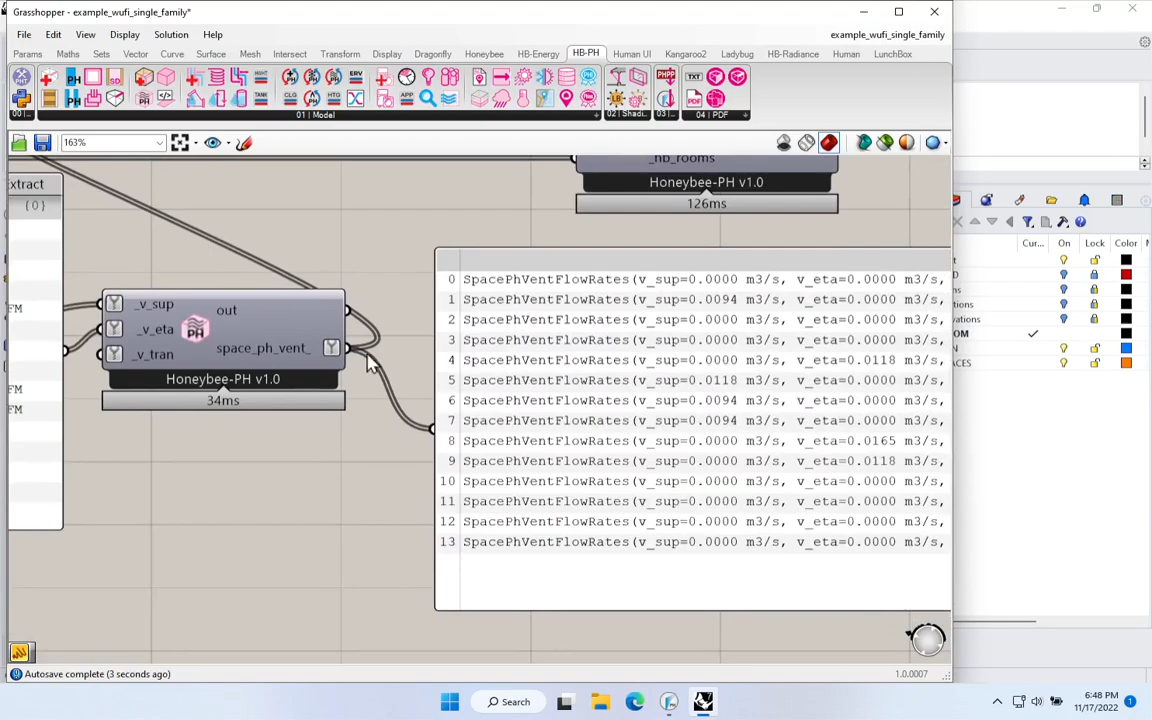 Grasshopper - example_wufi_single_family*
File Edit View Display Solution Help
example_wufi_single_family
Params Maths Sets Vector Curve Surface Mesh Intersect Transform Display Dragonfly Honeybee HB-Energy HB-PH Human UI Kangaroo2 Ladybug HB-Radiance Human LunchBox
00 | 01 | Model 02 | Shadi 03 | 04 | PDF
163%
_hb_rooms
Honeybee-PH v1.0
126ms
xtract
{0}
FM
FM
FM
_v_sup
_v_eta
_v_tran
out
space_ph_vent_
Honeybee-PH v1.0
34ms
0 SpacePhVentFlowRates(v_sup=0.0000 m3/s, v_eta=0.0000 m3/s,
1 SpacePhVentFlowRates(v_sup=0.0094 m3/s, v_eta=0.0000 m3/s,
2 SpacePhVentFlowRates(v_sup=0.0000 m3/s, v_eta=0.0000 m3/s,
3 SpacePhVentFlowRates(v_sup=0.0000 m3/s, v_eta=0.0000 m3/s,
4 SpacePhVentFlowRates(v_sup=0.0000 m3/s, v_eta=0.0118 m3/s,
5 SpacePhVentFlowRates(v_sup=0.0118 m3/s, v_eta=0.0000 m3/s,
6 SpacePhVentFlowRates(v_sup=0.0094 m3/s, v_eta=0.0000 m3/s,
7 SpacePhVentFlowRates(v_sup=0.0094 m3/s, v_eta=0.0000 m3/s,
8 SpacePhVentFlowRates(v_sup=0.0000 m3/s, v_eta=0.0165 m3/s,
9 SpacePhVentFlowRates(v_sup=0.0000 m3/s, v_eta=0.0118 m3/s,
10 SpacePhVentFlowRates(v_sup=0.0000 m3/s, v_eta=0.0000 m3/s,
11 SpacePhVentFlowRates(v_sup=0.0000 m3/s, v_eta=0.0000 m3/s,
12 SpacePhVentFlowRates(v_sup=0.0000 m3/s, v_eta=0.0000 m3/s,
13 SpacePhVentFlowRates(v_sup=0.0000 m3/s, v_eta=0.0000 m3/s,
Cur... On Lock Color
Autosave complete (3 seconds ago)
1.0.0007
Search
6:48 PM
11/17/2022